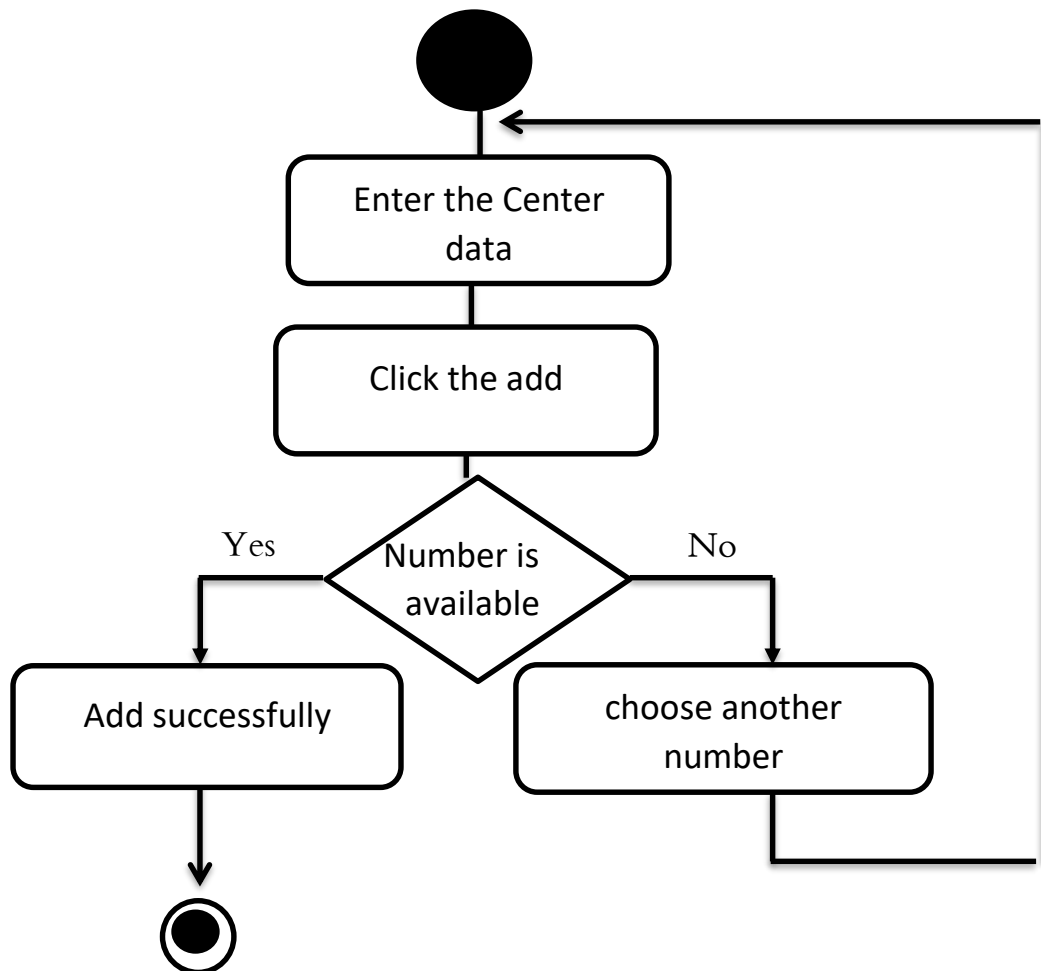 Enter the Center
data
Click the add
Yes
Number is
available
No
Add successfully
choose another
number